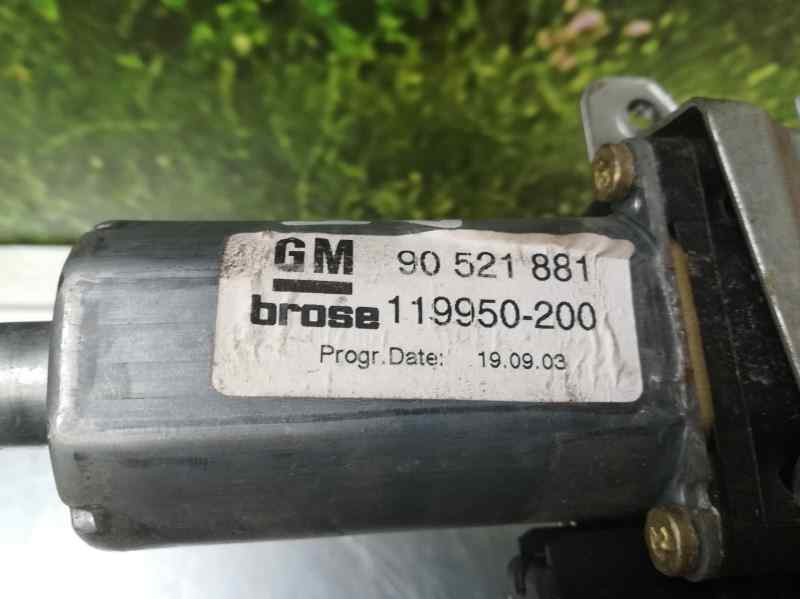 GM 90 521 881
brose 119950-200
Progr.Date: 19.09.03